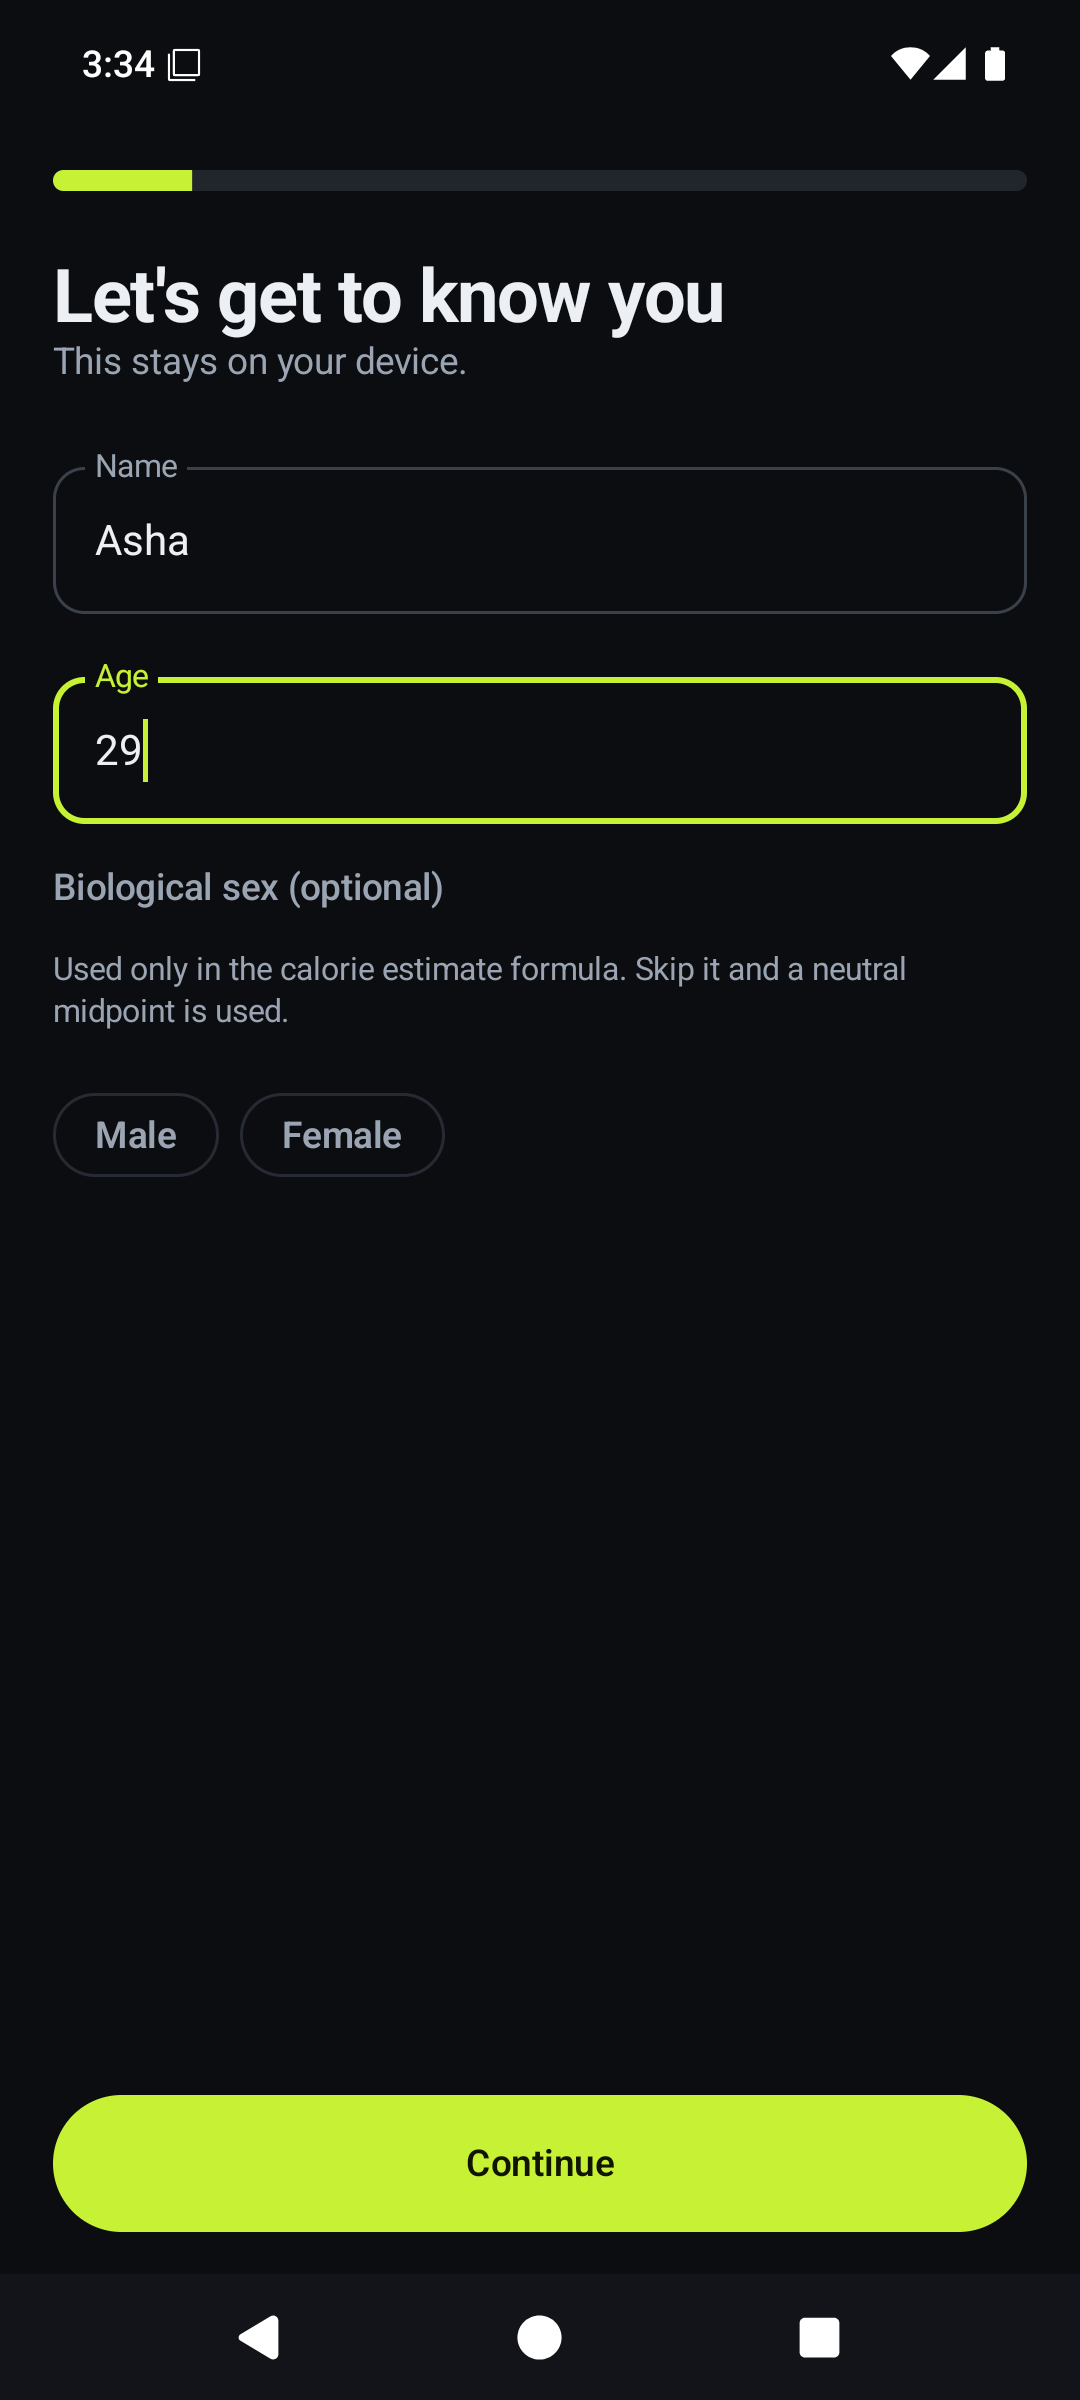 3:34
Let's get to know you
This stays on your device.
Name
Asha
Age
29
Biological sex (optional)
Used only in the calorie estimate formula. Skip it and a neutral
midpoint is used.
Male Female
Continue